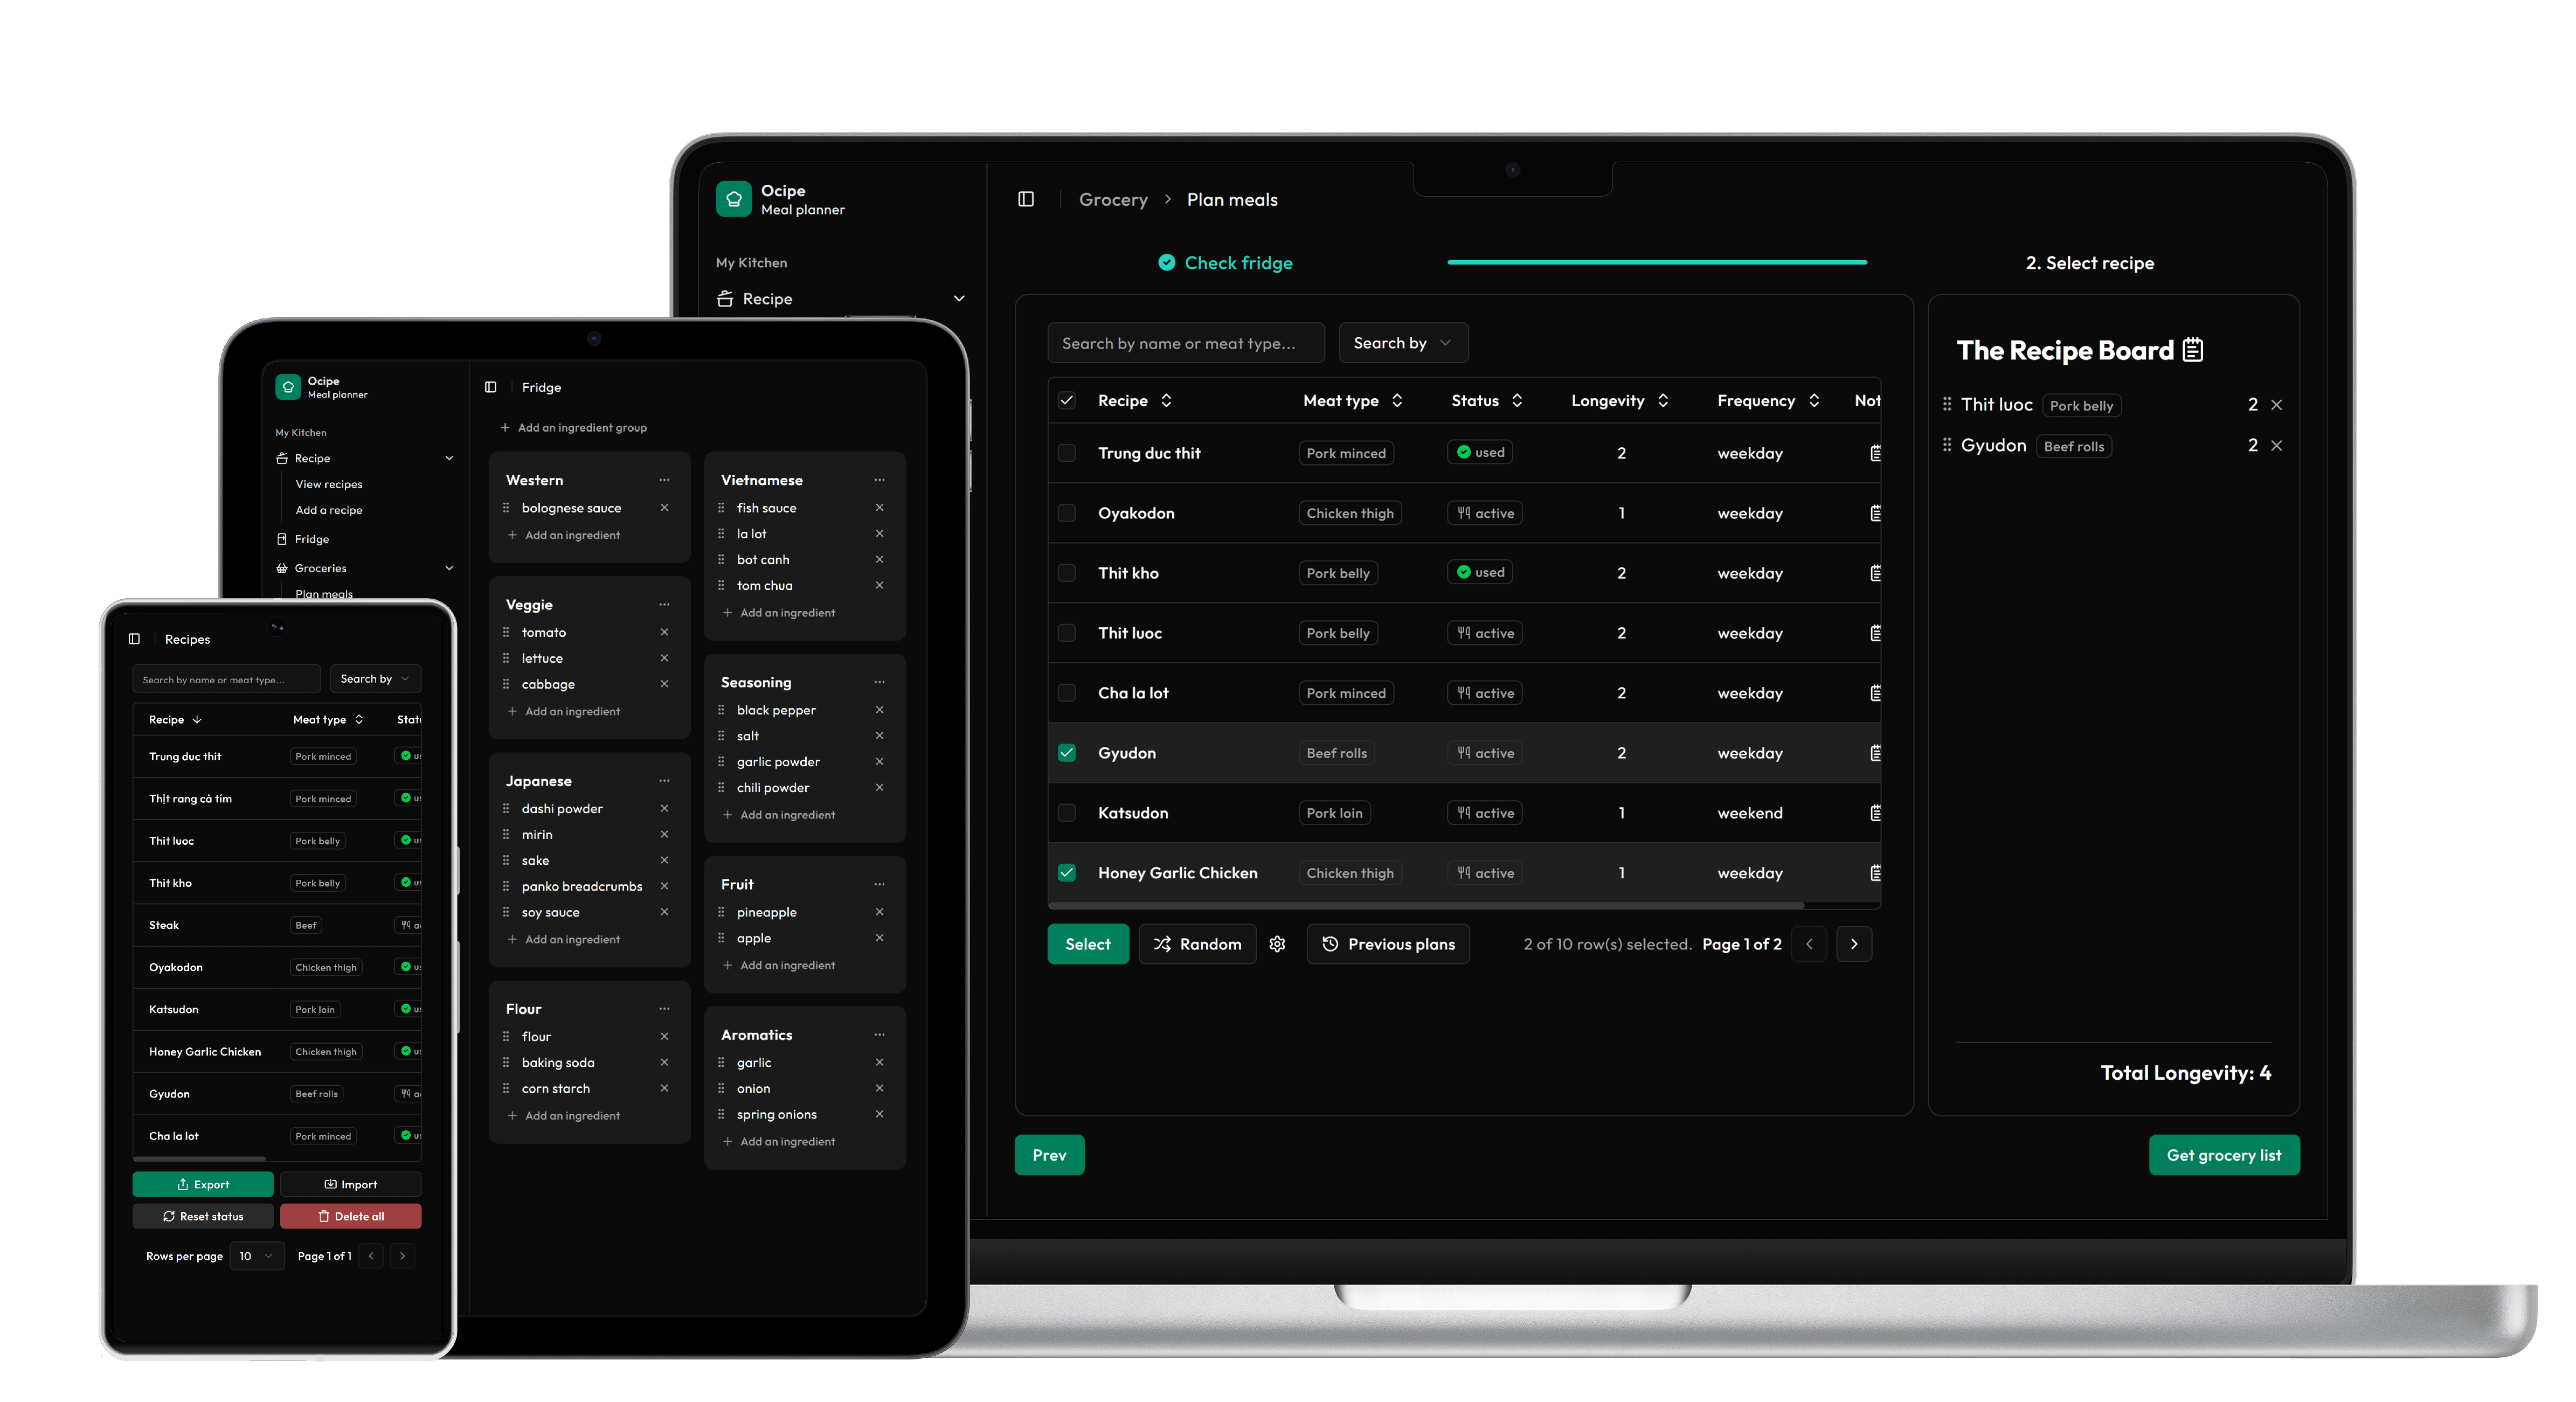 Ocipe
Meal planner
My Kitchen
Recipe
Grocery > Plan meals
Check fridge
2. Select recipe
Search by name or meat type...
Search by
Recipe Meat type Status Longevity Frequency Not
Trung duc thit Pork minced used 2 weekday
Oyakodon Chicken thigh active 1 weekday
Thit kho Pork belly used 2 weekday
Thit luoc Pork belly active 2 weekday
Cha la lot Pork minced active 2 weekday
Gyudon Beef rolls active 2 weekday
Katsudon Pork loin active 1 weekend
Honey Garlic Chicken Chicken thigh active 1 weekday
Select Random Previous plans 2 of 10 row(s) selected. Page 1 of 2
The Recipe Board
Thit luoc Pork belly 2
Gyudon Beef rolls 2
Total Longevity: 4
Prev
Get grocery list
Ocipe
Meal planner
My Kitchen
Recipe
View recipes
Add a recipe
Fridge
Groceries
Plan meals
Fridge
Add an ingredient group
Western
bolognese sauce
Add an ingredient
Veggie
tomato
lettuce
cabbage
Add an ingredient
Japanese
dashi powder
mirin
sake
panko breadcrumbs
soy sauce
Add an ingredient
Flour
flour
baking soda
corn starch
Add an ingredient
Vietnamese
fish sauce
la lot
bot canh
tom chua
Add an ingredient
Seasoning
black pepper
salt
garlic powder
chili powder
Add an ingredient
Fruit
pineapple
apple
Add an ingredient
Aromatics
garlic
onion
spring onions
Add an ingredient
Recipes
Search by name or meat type...
Search by
Recipe Meat type Statu
Trung duc thit Pork minced us
Thịt rang cà tím Pork minced us
Thit luoc Pork belly us
Thit kho Pork belly us
Steak Beef ac
Oyakodon Chicken thigh us
Katsudon Pork loin us
Honey Garlic Chicken Chicken thigh us
Gyudon Beef rolls ac
Cha la lot Pork minced us
Export Import
Reset status Delete all
Rows per page 10 Page 1 of 1